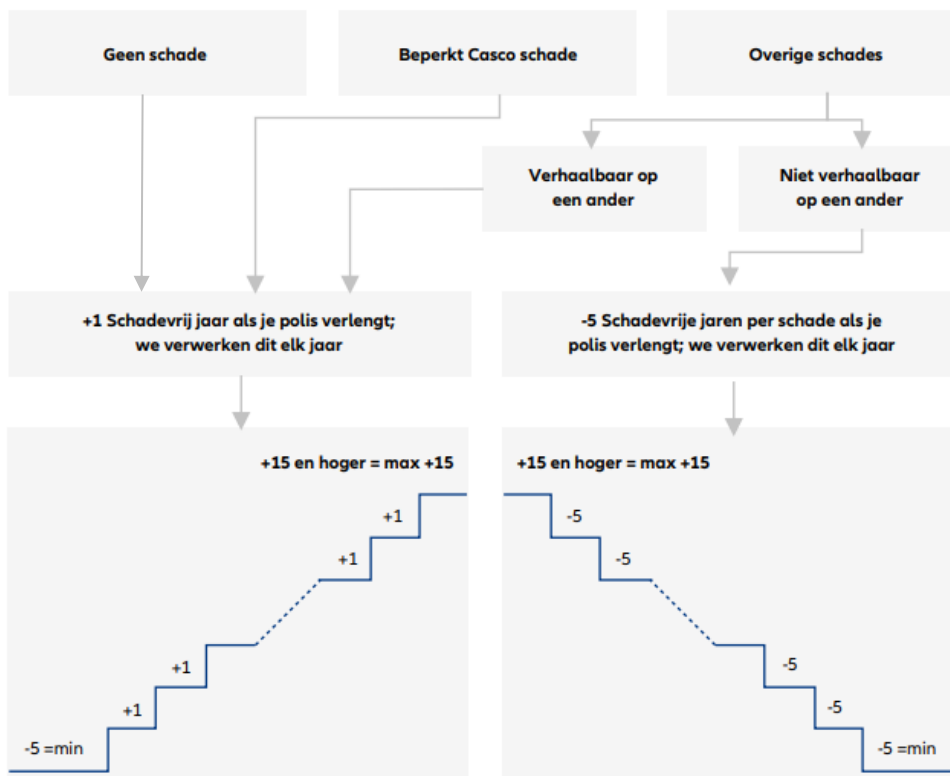 Geen schade
Beperkt Casco schade
Overige schades
Verhaalbaar op
een ander
Niet verhaalbaar
op een ander
+1 Schadevrij jaar als je polis verlengt;
we verwerken dit elk jaar
-5 Schadevrije jaren per schade als je
polis verlengt; we verwerken dit elk jaar
+15 en hoger = max +15
+1
+1
+1
+1
-5 =min
+15 en hoger = max +15
-5
-5
-5
-5
-5 =min